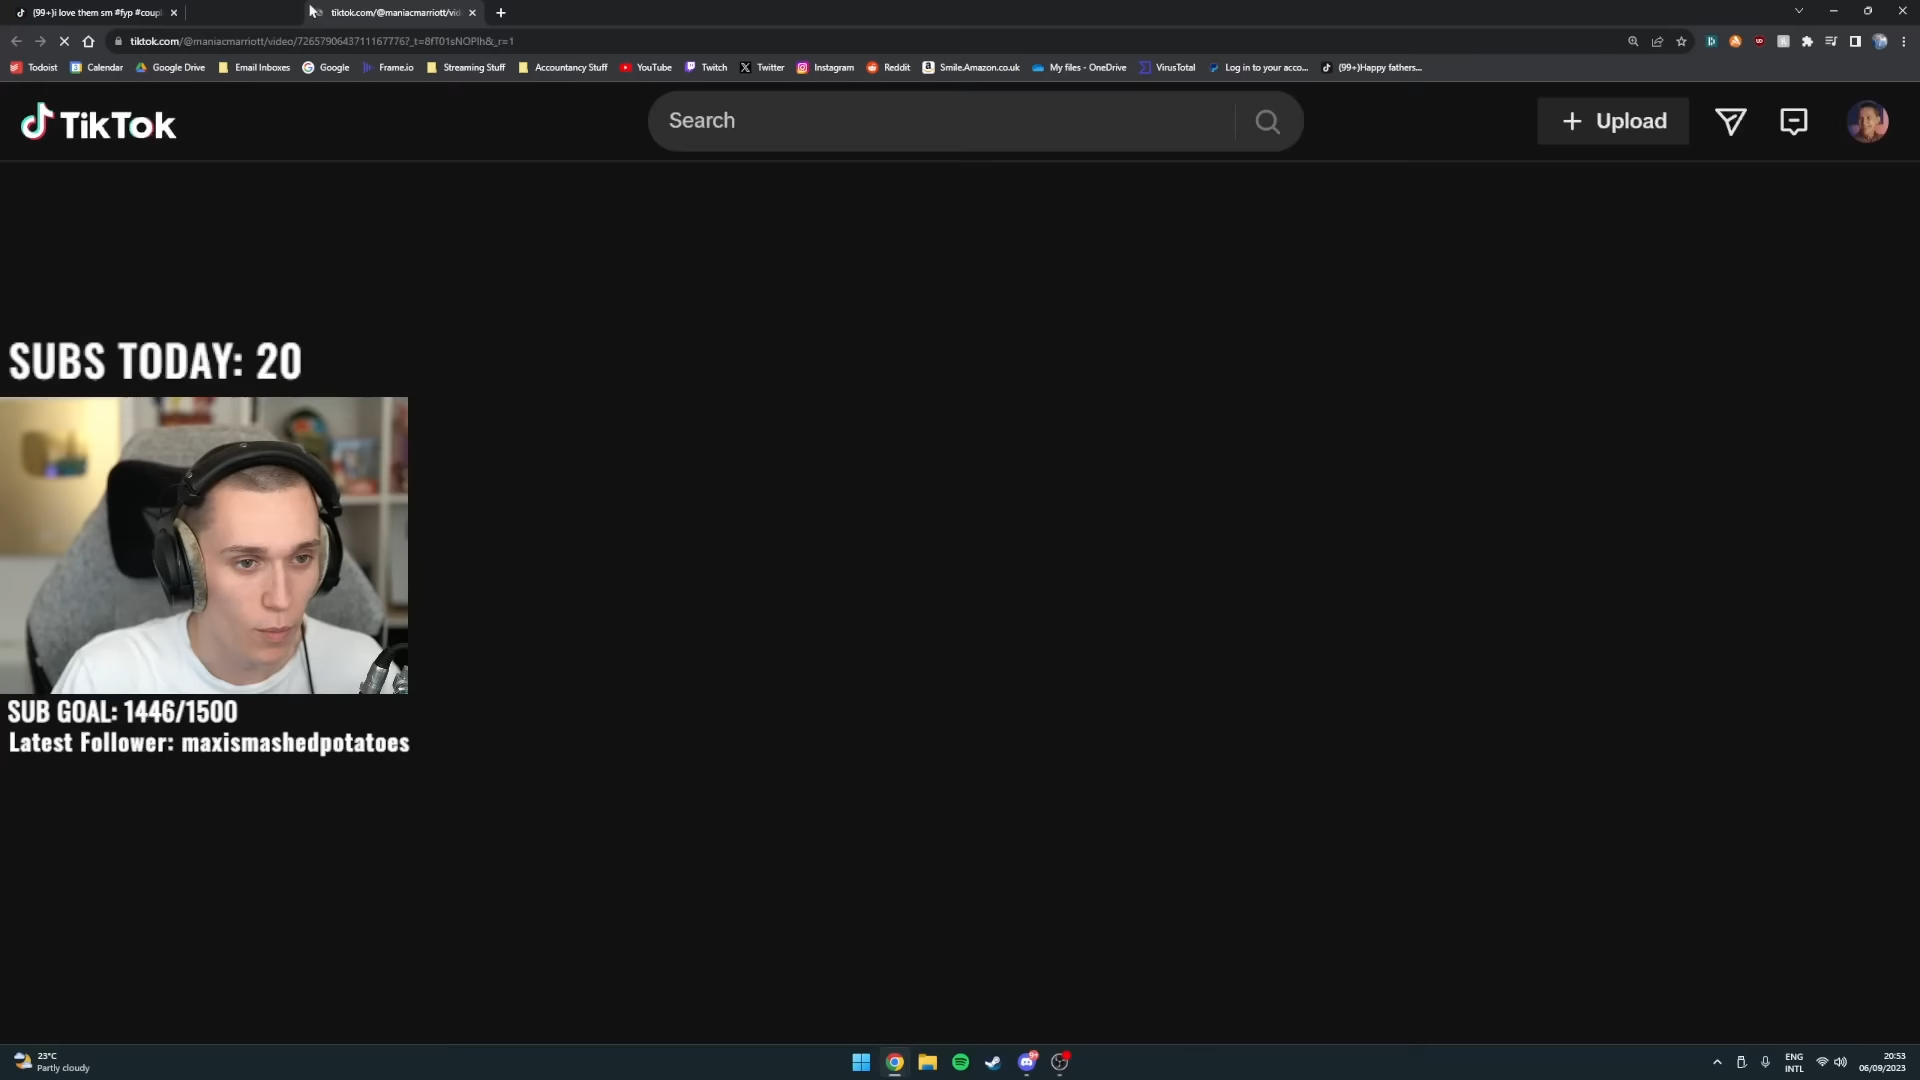 (99+)i love them sm #fyp #coupl
tiktok.com/@maniacmarriott/vid
tiktok.com/@maniacmarriott/video/7265790643711167776?_t=8fT01sNOPlh&_r=1
Todoist
Calendar
Google Drive
Email Inboxes
Google
Frame.io
Streaming Stuff
Accountancy Stuff
YouTube
Twitch
Twitter
Instagram
Reddit
Smile.Amazon.co.uk
My files - OneDrive
VirusTotal
Log in to your acco...
(99+)Happy fathers...
TikTok
Search
+ Upload
SUBS TODAY: 20
SUB GOAL: 1446/1500
Latest Follower: maxismashedpotatoes
23°C
Partly cloudy
ENG
INTL
20:53
06/09/2023